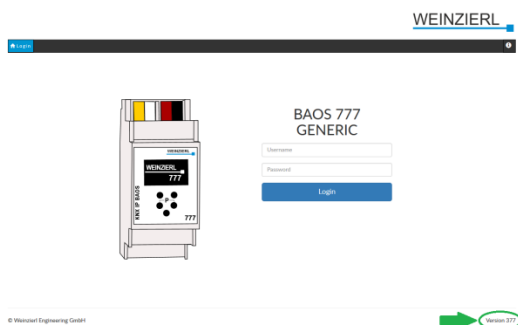 WEINZIERL
Login
BAOS 777
GENERIC
Username
Password
Login
WEINZIERL
WEINZIERL
777
KNX IP BAOS
P
777
© Weinzierl Engineering GmbH
Version 377